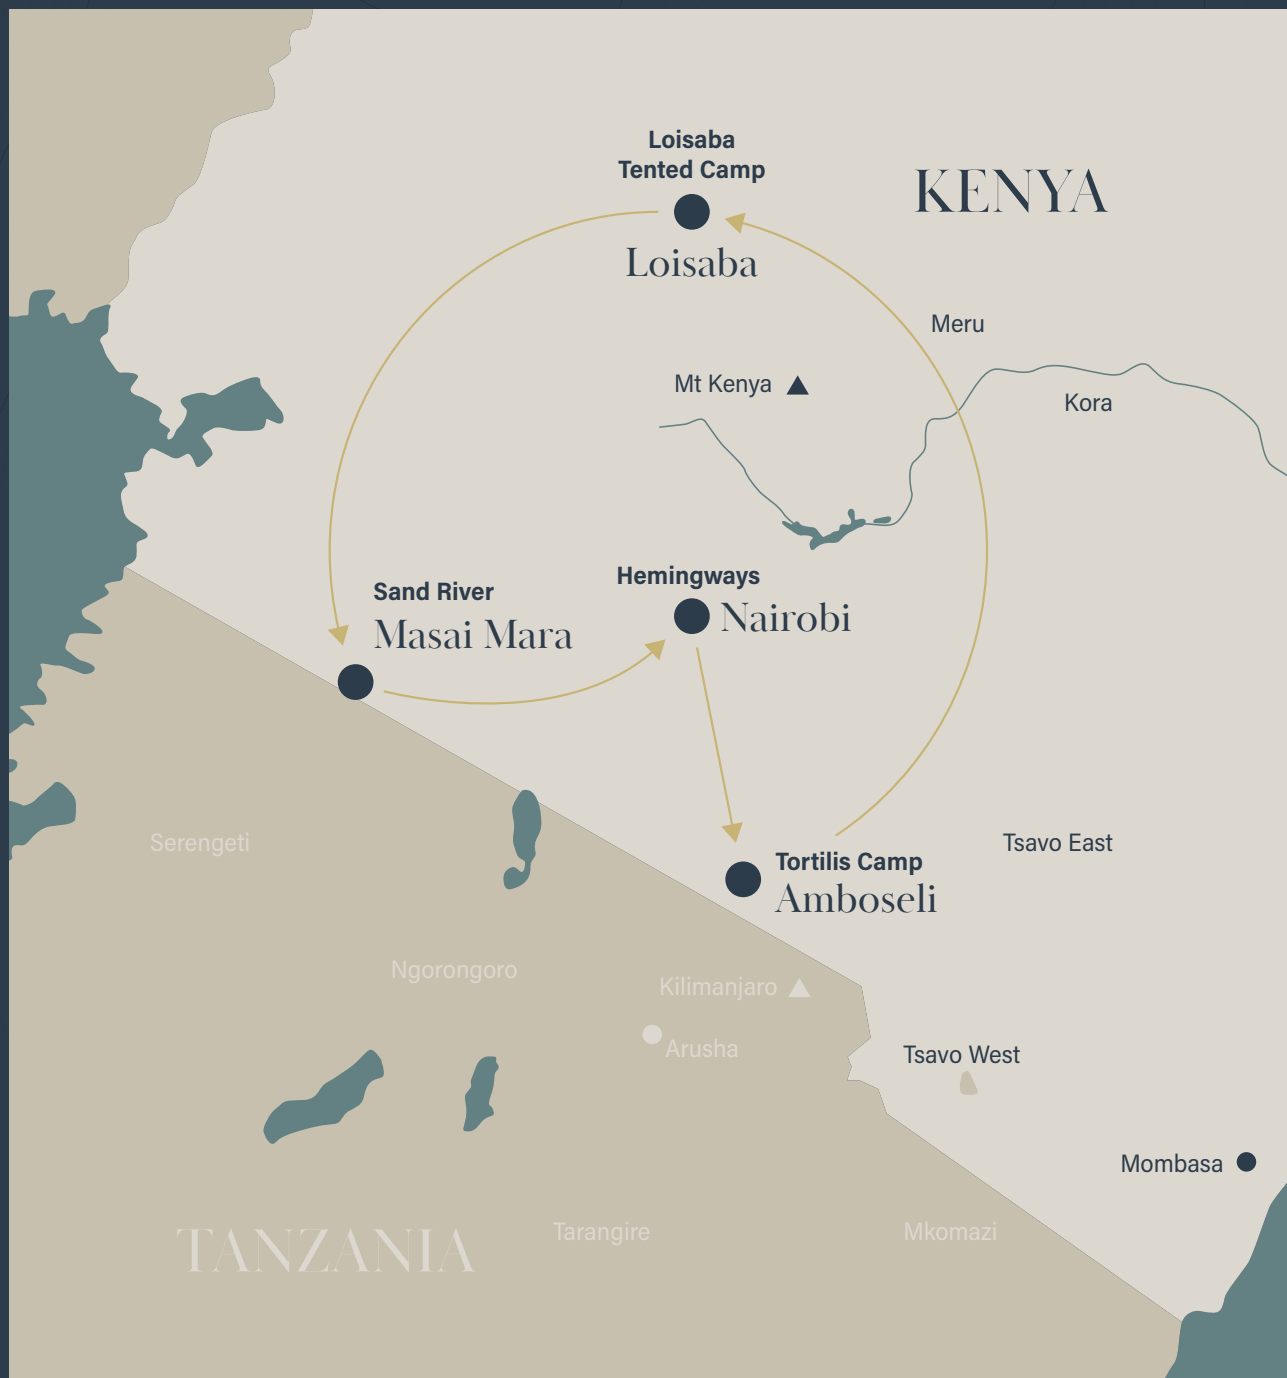 Loisaba
Tented Camp
KENYA
Loisaba
Meru
Mt Kenya
Kora
Hemingways
Nairobi
Sand River
Masai Mara
Serengeti
Tsavo East
Tortilis Camp
Amboseli
Ngorongoro
Kilimanjaro
Arusha
Tsavo West
Mombasa
TANZANIA
Tarangire
Mkomazi